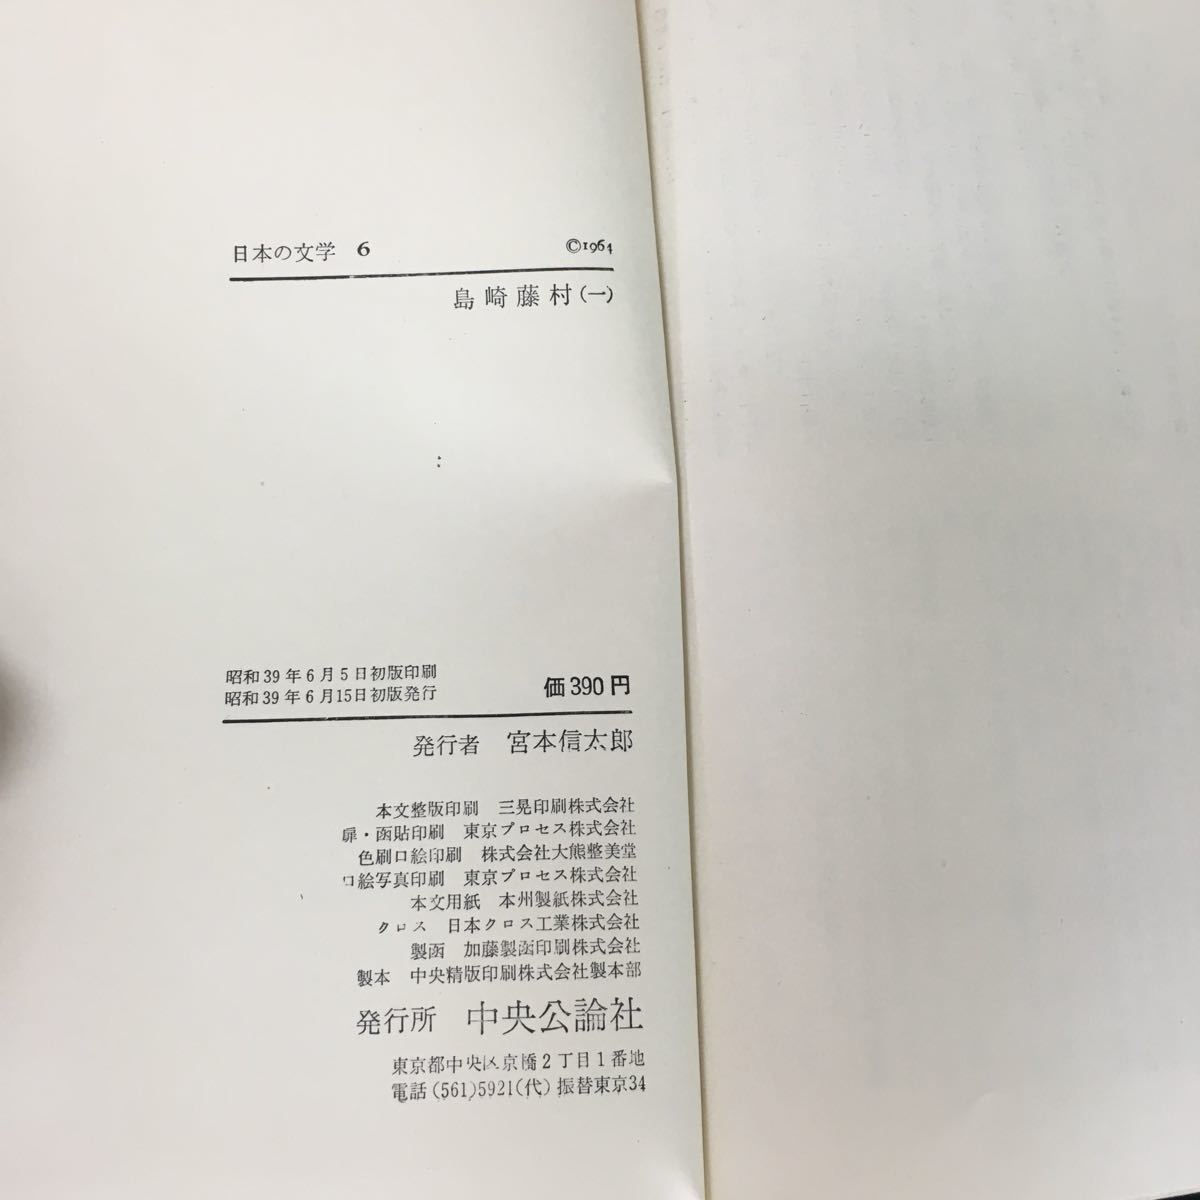 日本の文学 6 ©1964
島崎藤村(一)
昭和39年6月5日初版印刷
昭和39年6月15日初版発行
価390円
発行者 宮本信太郎
本文整版印刷 三晃印刷株式会社
扉・函貼印刷 東京プロセス株式会社
色刷口絵印刷 株式会社大熊整美堂
口絵写真印刷 東京プロセス株式会社
本文用紙 本州製紙株式会社
クロス 日本クロス工業株式会社
製函 加藤製函印刷株式会社
製本 中央精版印刷株式会社製本部
発行所 中央公論社
東京都中央区京橋2丁目1番地
電話(561)5921(代)振替東京34